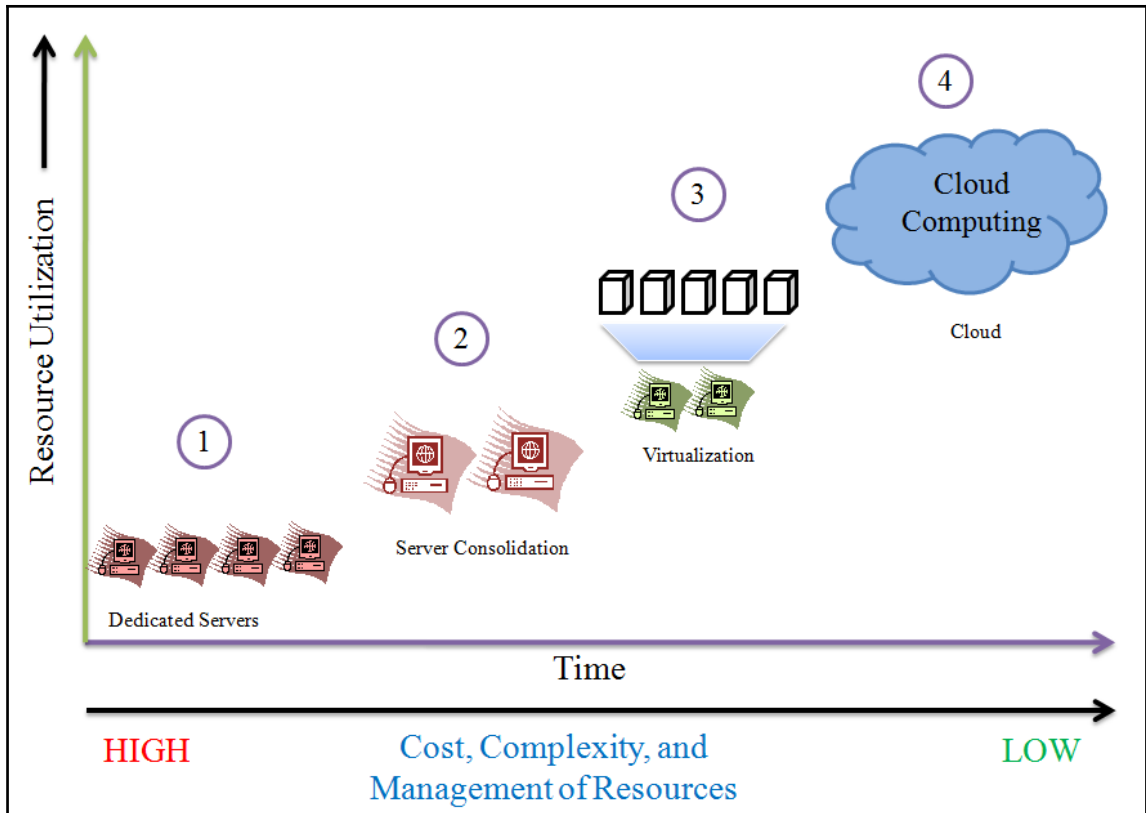 Resource Utilization
4
Cloud
Computing
Cloud
3
Virtualization
2
Server Consolidation
1
Dedicated Servers
Time
HIGH
Cost, Complexity, and
Management of Resources
LOW